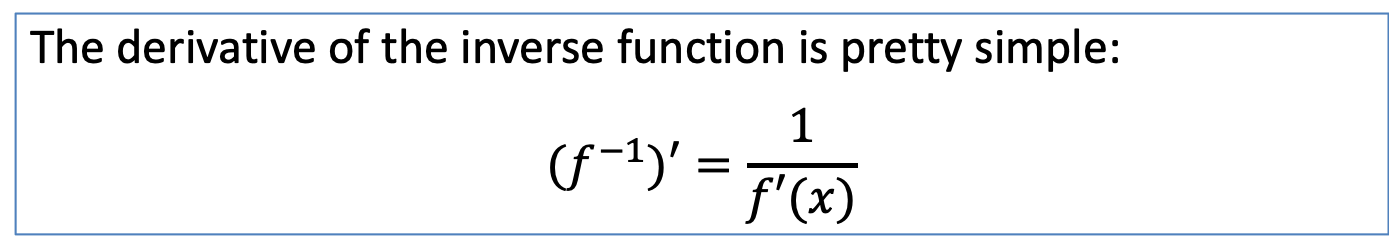 The derivative of the inverse function is pretty simple:
(f⁻¹)′ = 1/f′(x)